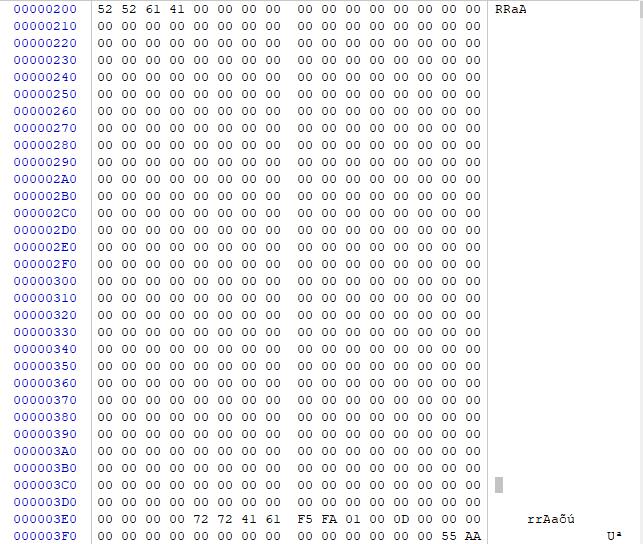 00000200 52 52 61 41 00 00 00 00 00 00 00 00 00 00 00 00 RRaA
00000210 00 00 00 00 00 00 00 00 00 00 00 00 00 00 00 00
00000220 00 00 00 00 00 00 00 00 00 00 00 00 00 00 00 00
00000230 00 00 00 00 00 00 00 00 00 00 00 00 00 00 00 00
00000240 00 00 00 00 00 00 00 00 00 00 00 00 00 00 00 00
00000250 00 00 00 00 00 00 00 00 00 00 00 00 00 00 00 00
00000260 00 00 00 00 00 00 00 00 00 00 00 00 00 00 00 00
00000270 00 00 00 00 00 00 00 00 00 00 00 00 00 00 00 00
00000280 00 00 00 00 00 00 00 00 00 00 00 00 00 00 00 00
00000290 00 00 00 00 00 00 00 00 00 00 00 00 00 00 00 00
000002A0 00 00 00 00 00 00 00 00 00 00 00 00 00 00 00 00
000002B0 00 00 00 00 00 00 00 00 00 00 00 00 00 00 00 00
000002C0 00 00 00 00 00 00 00 00 00 00 00 00 00 00 00 00
000002D0 00 00 00 00 00 00 00 00 00 00 00 00 00 00 00 00
000002E0 00 00 00 00 00 00 00 00 00 00 00 00 00 00 00 00
000002F0 00 00 00 00 00 00 00 00 00 00 00 00 00 00 00 00
00000300 00 00 00 00 00 00 00 00 00 00 00 00 00 00 00 00
00000310 00 00 00 00 00 00 00 00 00 00 00 00 00 00 00 00
00000320 00 00 00 00 00 00 00 00 00 00 00 00 00 00 00 00
00000330 00 00 00 00 00 00 00 00 00 00 00 00 00 00 00 00
00000340 00 00 00 00 00 00 00 00 00 00 00 00 00 00 00 00
00000350 00 00 00 00 00 00 00 00 00 00 00 00 00 00 00 00
00000360 00 00 00 00 00 00 00 00 00 00 00 00 00 00 00 00
00000370 00 00 00 00 00 00 00 00 00 00 00 00 00 00 00 00
00000380 00 00 00 00 00 00 00 00 00 00 00 00 00 00 00 00
00000390 00 00 00 00 00 00 00 00 00 00 00 00 00 00 00 00
000003A0 00 00 00 00 00 00 00 00 00 00 00 00 00 00 00 00
000003B0 00 00 00 00 00 00 00 00 00 00 00 00 00 00 00 00
000003C0 00 00 00 00 00 00 00 00 00 00 00 00 00 00 00 00
000003D0 00 00 00 00 00 00 00 00 00 00 00 00 00 00 00 00
000003E0 00 00 00 00 72 72 41 61 F5 FA 01 00 0D 00 00 00 rrAaõú
000003F0 00 00 00 00 00 00 00 00 00 00 00 00 00 00 55 AA Uª